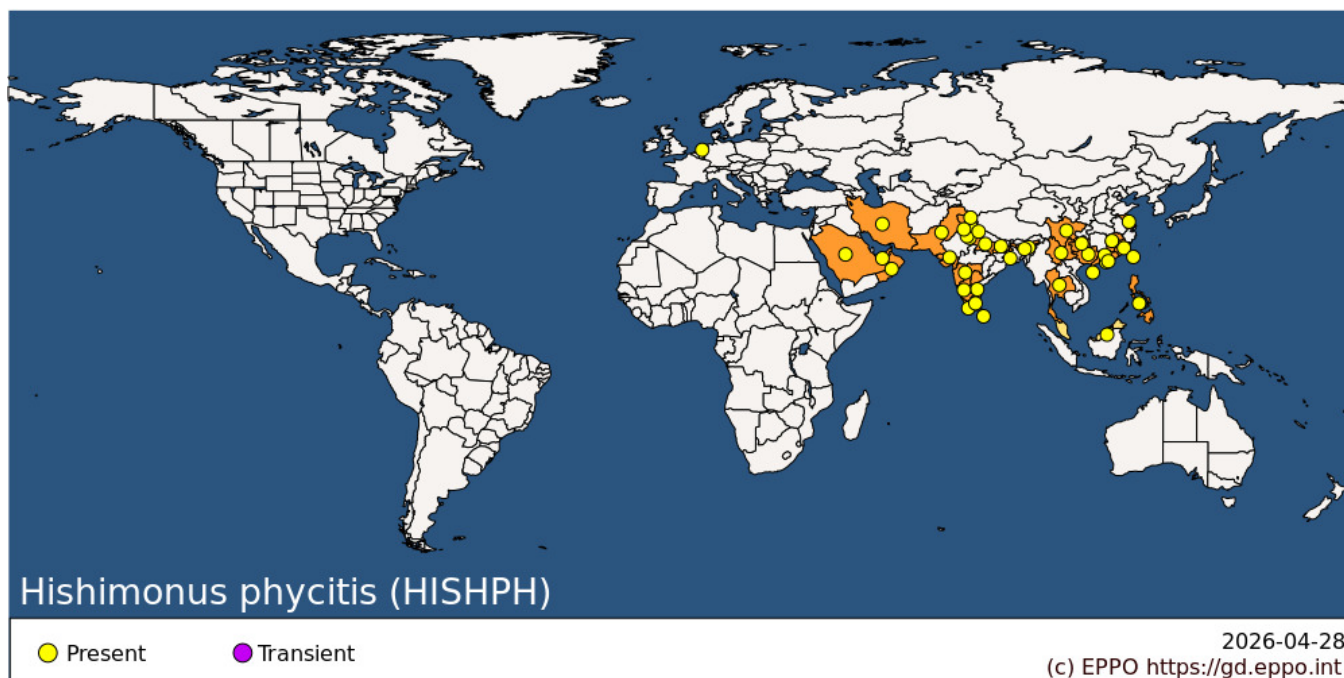 Hishimonus phycitis (HISHPH)
Present
Transient
2026-04-28
(c) EPPO https://gd.eppo.int